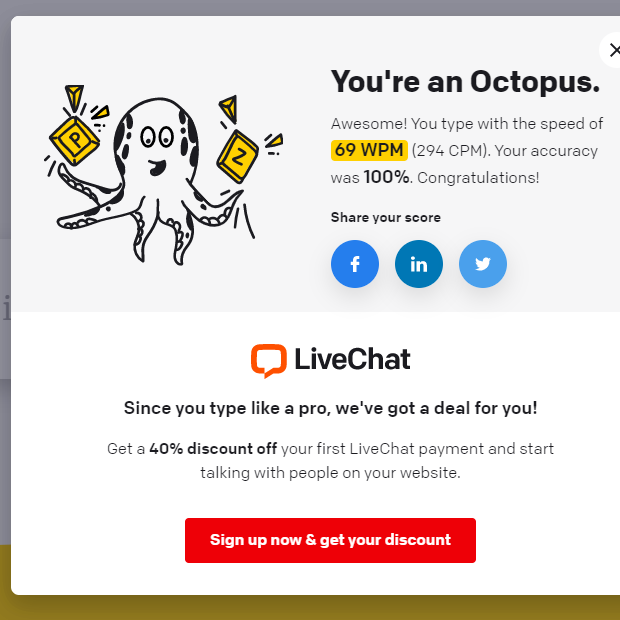 You're an Octopus.
Awesome! You type with the speed of
69 WPM (294 CPM). Your accuracy
was 100%. Congratulations!
P
Z
Share your score
f
in
i
LiveChat
Since you type like a pro, we've got a deal for you!
Get a 40% discount off your first LiveChat payment and start
talking with people on your website.
Sign up now & get your discount